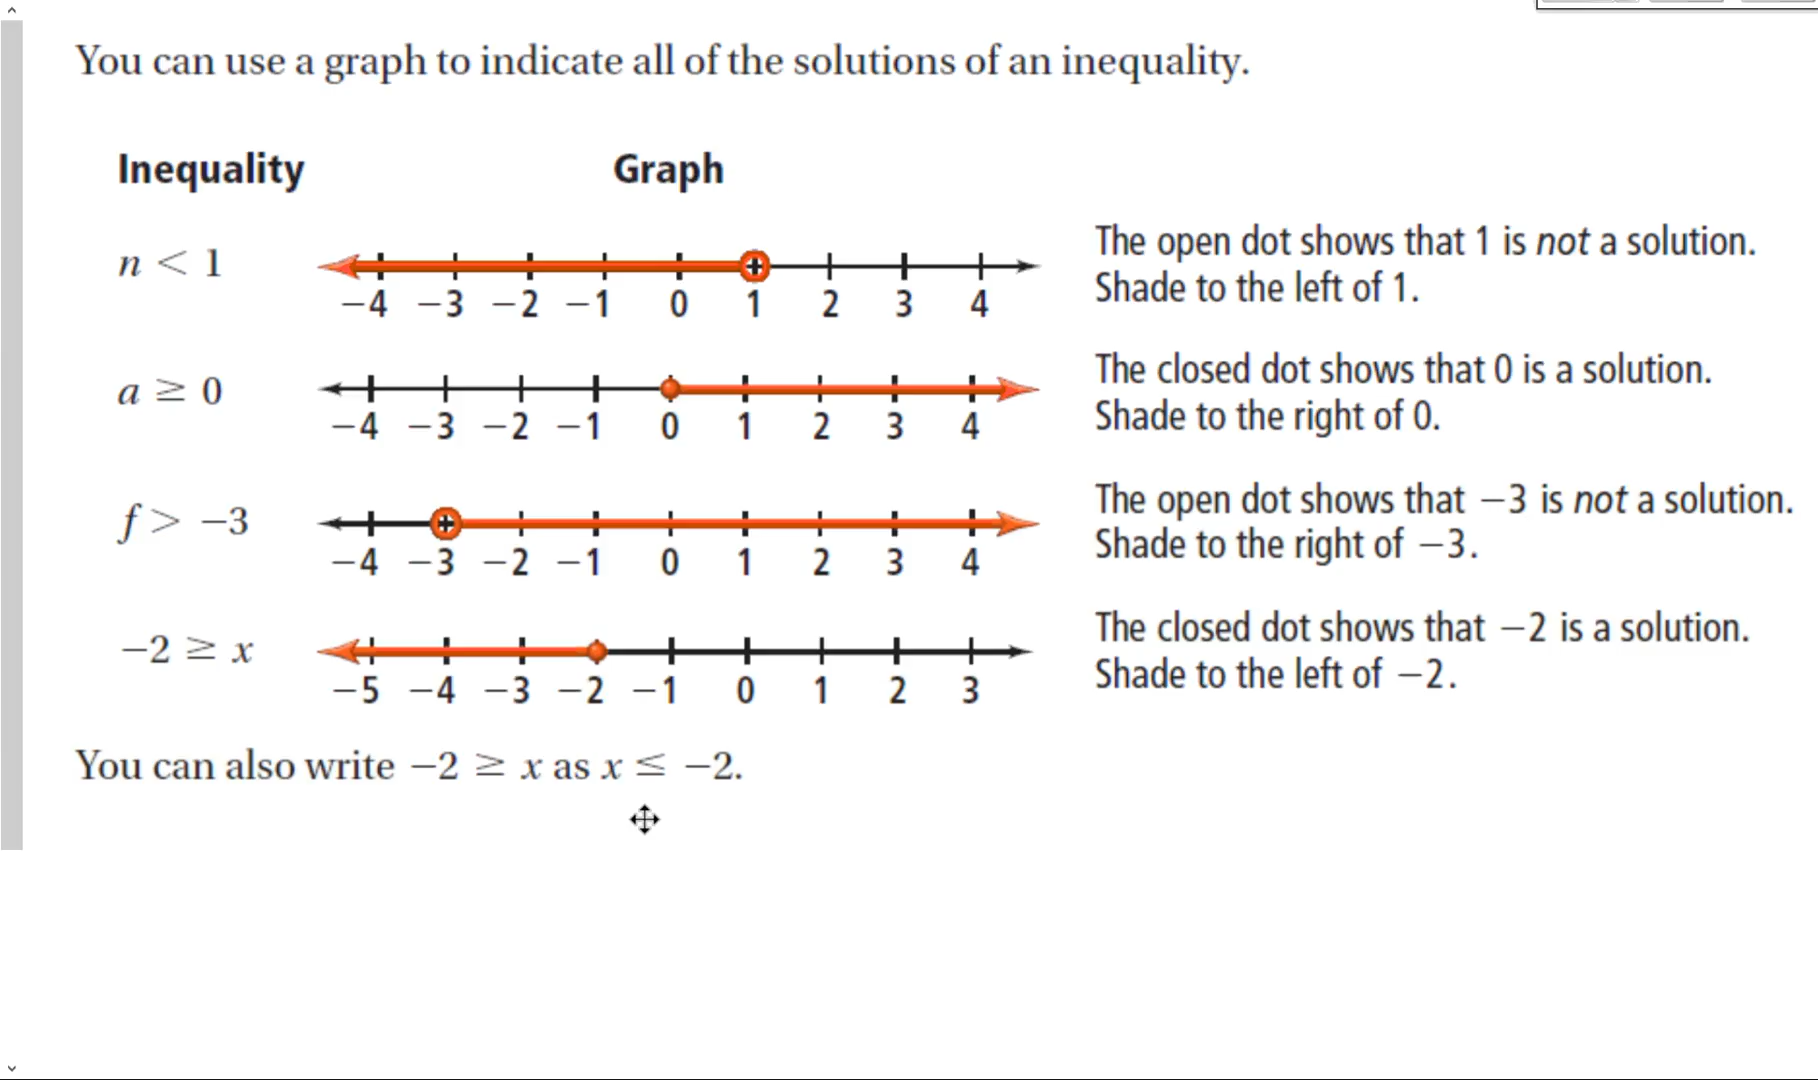 You can use a graph to indicate all of the solutions of an inequality.
Inequality Graph
n < 1
−4 −3 −2 −1 0 1 2 3 4
The open dot shows that 1 is not a solution.
Shade to the left of 1.
a ≥ 0
−4 −3 −2 −1 0 1 2 3 4
The closed dot shows that 0 is a solution.
Shade to the right of 0.
f > −3
−4 −3 −2 −1 0 1 2 3 4
The open dot shows that −3 is not a solution.
Shade to the right of −3.
−2 ≥ x
−5 −4 −3 −2 −1 0 1 2 3
The closed dot shows that −2 is a solution.
Shade to the left of −2.
You can also write −2 ≥ x as x ≤ −2.